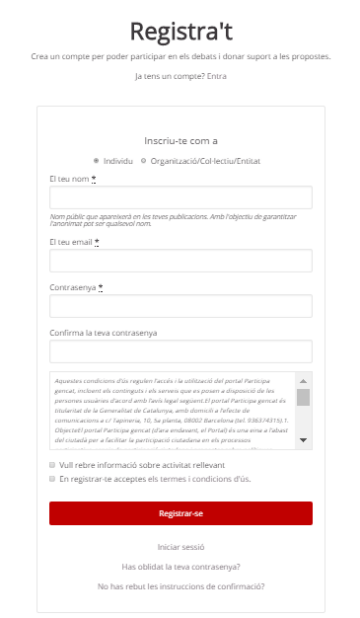 Registra't
Crea un compte per poder participar en els debats i donar suport a les propostes.
Ja tens un compte? Entra
Inscriu-te com a
Individu Organització/Col·lectiu/Entitat
El teu nom *
Nom públic que apareixerà en les teves publicacions. Amb l'objectiu de garantitzar
l'anonimat pot ser qualsevol nom.
El teu email *
Contrasenya *
Confirma la teva contrasenya
Aquestes condicions d'ús regulen l'accés i la utilització del portal Participa
gencat, incloent els continguts i els serveis que es posen a disposició de les
persones usuàries d'acord amb l'avís legal següent.El portal Participa gencat és
titularitat de la Generalitat de Catalunya, amb domicili a l'efecte de
comunicacions a c/ 5a planta, 08002 Barcelona (tel. 936374315).1.
ObjecteEl portal Participa gencat (d'ara endavant, el Portal) és una eina a l'abast
del ciutadà per a facilitar la participació ciutadana en els processos
Vull rebre informació sobre activitat rellevant
En registrar-te acceptes els termes i condicions d'ús.
Registrar-se
Iniciar sessió
Has oblidat la teva contrasenya?
No has rebut les instruccions de confirmació?